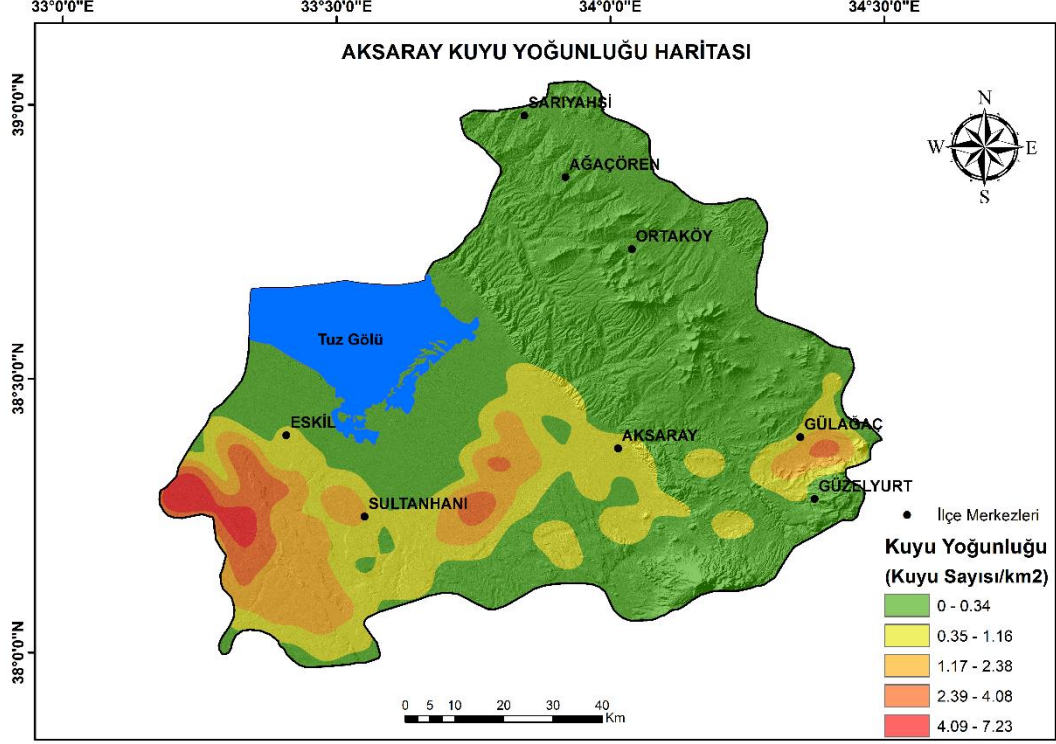 33°0'0"E
33°30'0"E
34°0'0"E
34°30'0"E
AKSARAY KUYU YOĞUNLUĞU HARİTASI
39°0'0"N
38°30'0"N
38°0'0"N
N
W
E
S
SARIYAHŞİ
AĞAÇÖREN
ORTAKÖY
Tuz Gölü
ESKİL
AKSARAY
GÜLAĞAÇ
SULTANHANI
GÜZELYURT
İlçe Merkezleri
Kuyu Yoğunluğu
(Kuyu Sayısı/km2)
0 - 0.34
0.35 - 1.16
1.17 - 2.38
2.39 - 4.08
4.09 - 7.23
0 5 10 20 30 40
Km